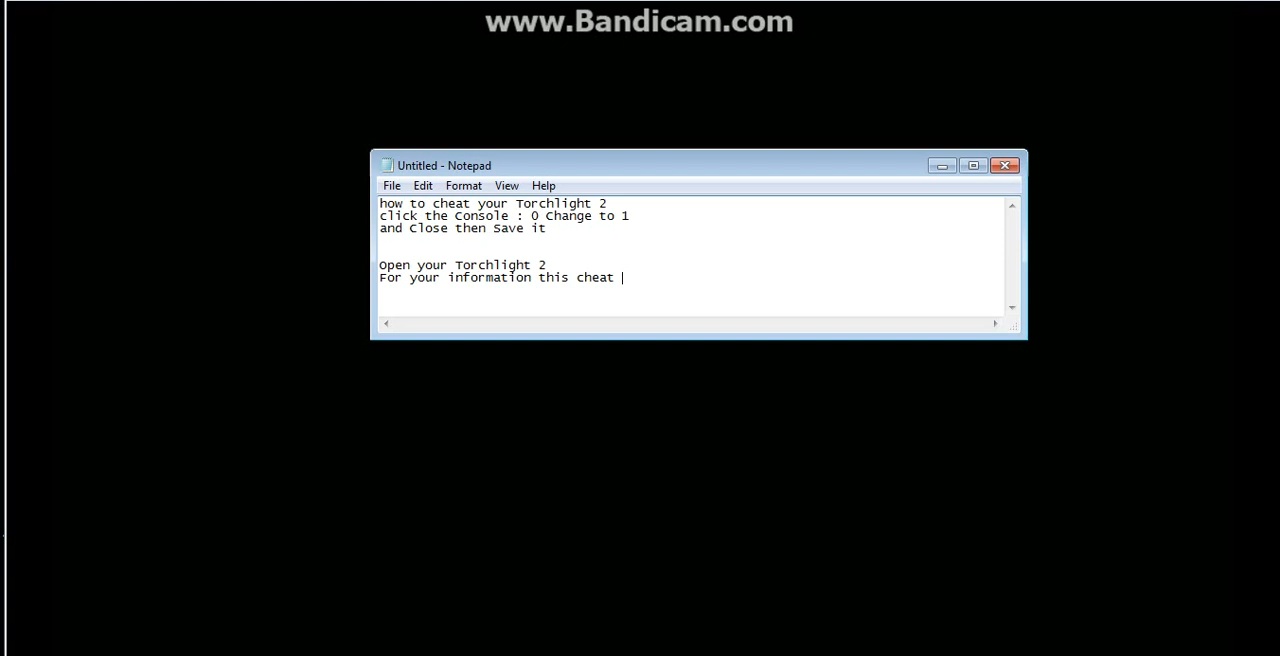 www.Bandicam.com
Untitled - Notepad
File Edit Format View Help
how to cheat your Torchlight 2
click the Console : 0 Change to 1
and Close then Save it
Open your Torchlight 2
For your information this cheat